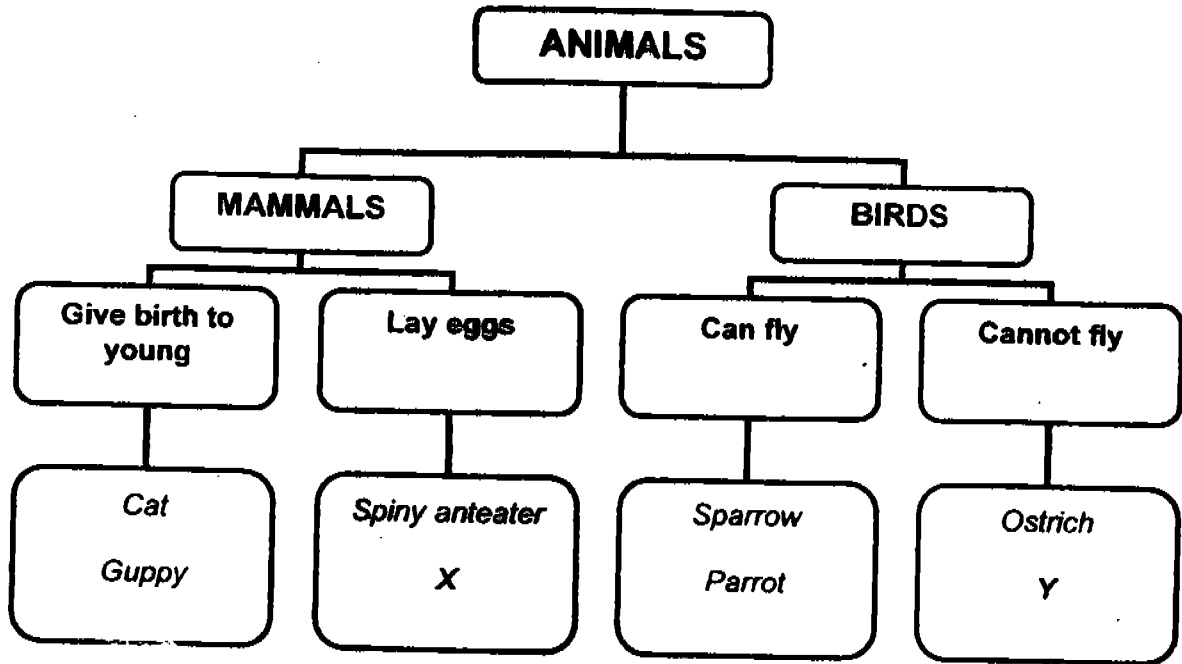 ANIMALS
MAMMALS
BIRDS
Give birth to
young
Lay eggs
Can fly
Cannot fly
Cat
Guppy
Spiny anteater
X
Sparrow
Parrot
Ostrich
Y